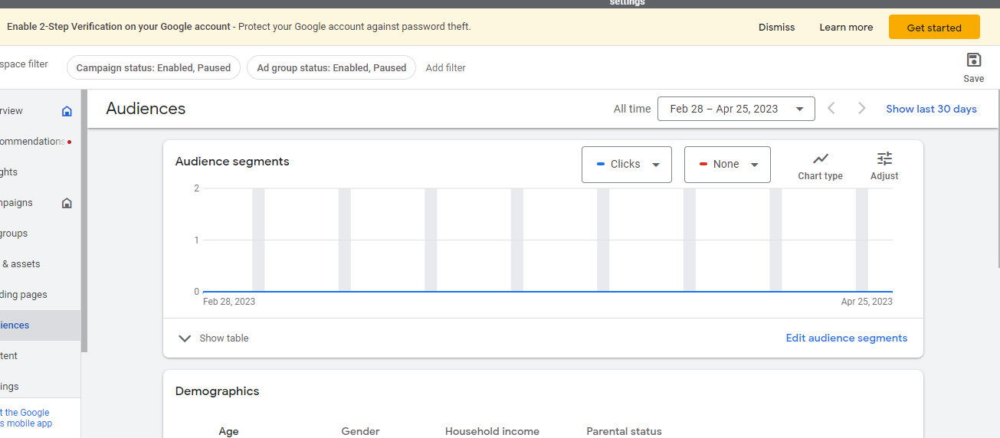 settings
Enable 2-Step Verification on your Google account - Protect your Google account against password theft.
Dismiss
Learn more
Get started
space filter
Campaign status: Enabled, Paused
Ad group status: Enabled, Paused
Add filter
Save
rview
ommendations
ghts
mpaigns
groups
& assets
ding pages
iences
tent
ings
t the Google
s mobile app
Audiences
All time
Feb 28 – Apr 25, 2023
Show last 30 days
Audience segments
Clicks
None
Chart type
Adjust
2
1
0
Feb 28, 2023
Apr 25, 2023
Show table
Edit audience segments
Demographics
Age
Gender
Household income
Parental status